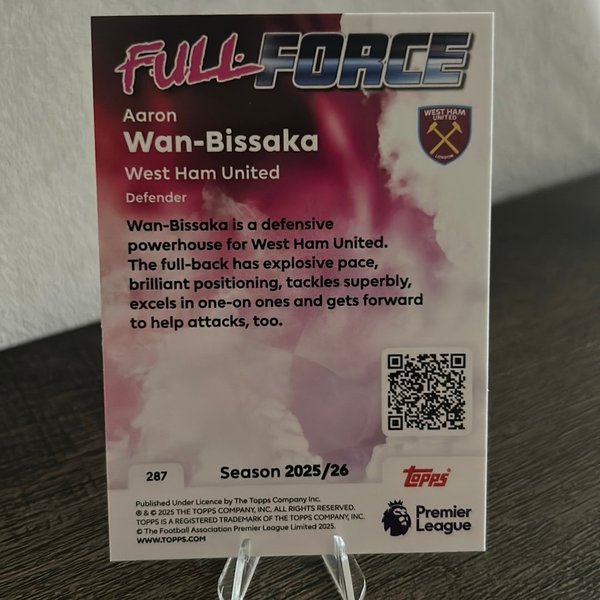 FULL FORCE
Aaron
Wan-Bissaka
West Ham United
Defender
WEST HAM
UNITED
LONDON
Wan-Bissaka is a defensive
powerhouse for West Ham United.
The full-back has explosive pace,
brilliant positioning, tackles superbly,
excels in one-on ones and gets forward
to help attacks, too.
287
Season 2025/26
topps
Published Under Licence by The Topps Company Inc.
® & © 2025 THE TOPPS COMPANY, INC. ALL RIGHTS RESERVED.
TOPPS IS A REGISTERED TRADEMARK OF THE TOPPS COMPANY, INC.
© The Football Association Premier League Limited 2025.
WWW.TOPPS.COM
Premier
League